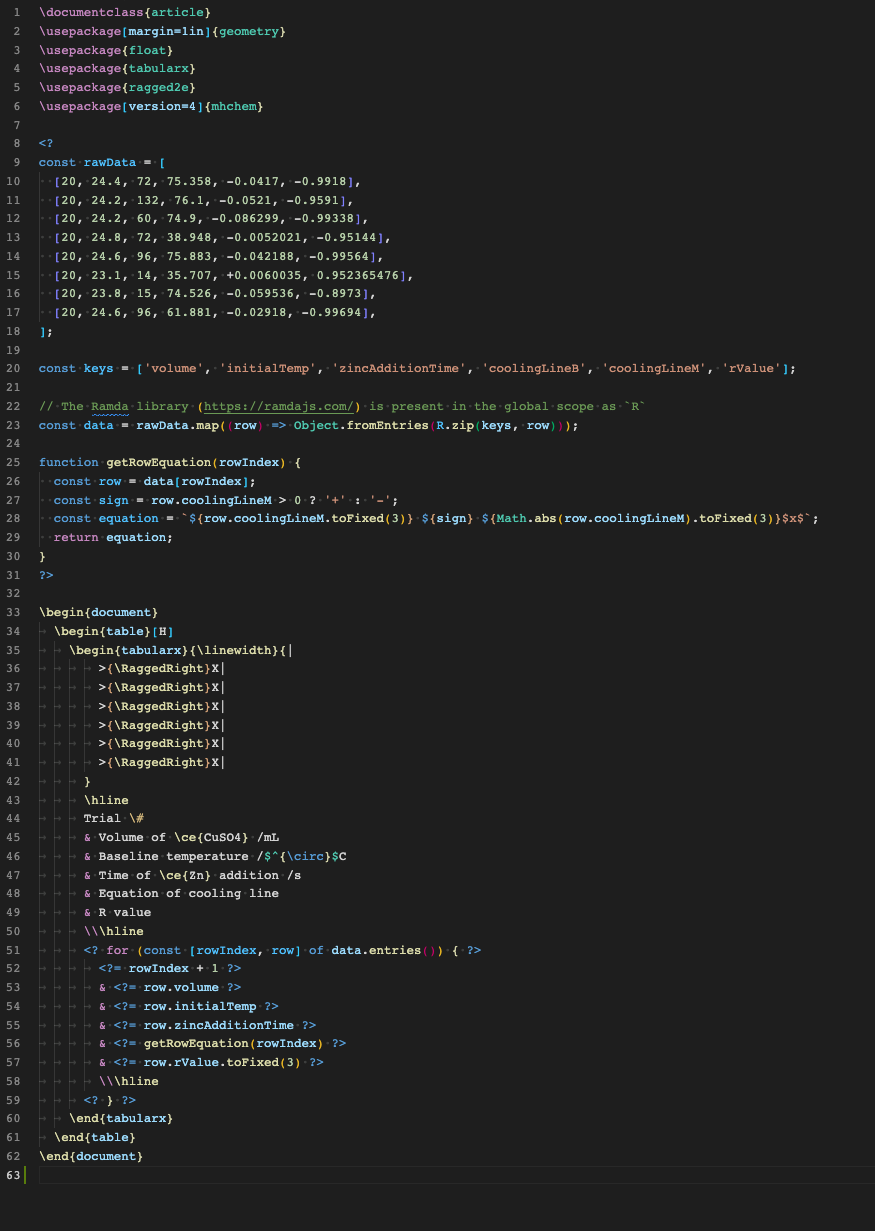 1 \documentclass{article}
2 \usepackage[margin=1in]{geometry}
3 \usepackage{float}
4 \usepackage{tabularx}
5 \usepackage{ragged2e}
6 \usepackage[version=4]{mhchem}
7
8 <?
9 const rawData = [
10   [20, 24.4, 72, 75.358, -0.0417, -0.9918],
11   [20, 24.2, 132, 76.1, -0.0521, -0.9591],
12   [20, 24.2, 60, 74.9, -0.086299, -0.99338],
13   [20, 24.8, 72, 38.948, -0.0052021, -0.95144],
14   [20, 24.6, 96, 75.883, -0.042188, -0.99564],
15   [20, 23.1, 14, 35.707, +0.0060035, 0.952365476],
16   [20, 23.8, 15, 74.526, -0.059536, -0.8973],
17   [20, 24.6, 96, 61.881, -0.02918, -0.99694],
18 ];
19
20 const keys = ['volume', 'initialTemp', 'zincAdditionTime', 'coolingLineB', 'coolingLineM', 'rValue'];
21
22 // The Ramda library (https://ramdajs.com/) is present in the global scope as `R`
23 const data = rawData.map((row) => Object.fromEntries(R.zip(keys, row)));
24
25 function getRowEquation(rowIndex) {
26   const row = data[rowIndex];
27   const sign = row.coolingLineM > 0 ? '+' : '-';
28   const equation = `${row.coolingLineM.toFixed(3)} ${sign} ${Math.abs(row.coolingLineM).toFixed(3)}$x$`;
29   return equation;
30 }
31 ?>
32
33 \begin{document}
34   \begin{table}[H]
35     \begin{tabularx}{\linewidth}{|
36         >{\RaggedRight}X|
37         >{\RaggedRight}X|
38         >{\RaggedRight}X|
39         >{\RaggedRight}X|
40         >{\RaggedRight}X|
41         >{\RaggedRight}X|
42       }
43       \hline
44       Trial \#
45       & Volume of \ce{CuSO4} /mL
46       & Baseline temperature /$^{\circ}$C
47       & Time of \ce{Zn} addition /s
48       & Equation of cooling line
49       & R value
50       \\\hline
51       <? for (const [rowIndex, row] of data.entries()) { ?>
52         <?= rowIndex + 1 ?>
53         & <?= row.volume ?>
54         & <?= row.initialTemp ?>
55         & <?= row.zincAdditionTime ?>
56         & <?= getRowEquation(rowIndex) ?>
57         & <?= row.rValue.toFixed(3) ?>
58         \\\hline
59       <? } ?>
60     \end{tabularx}
61   \end{table}
62 \end{document}
63